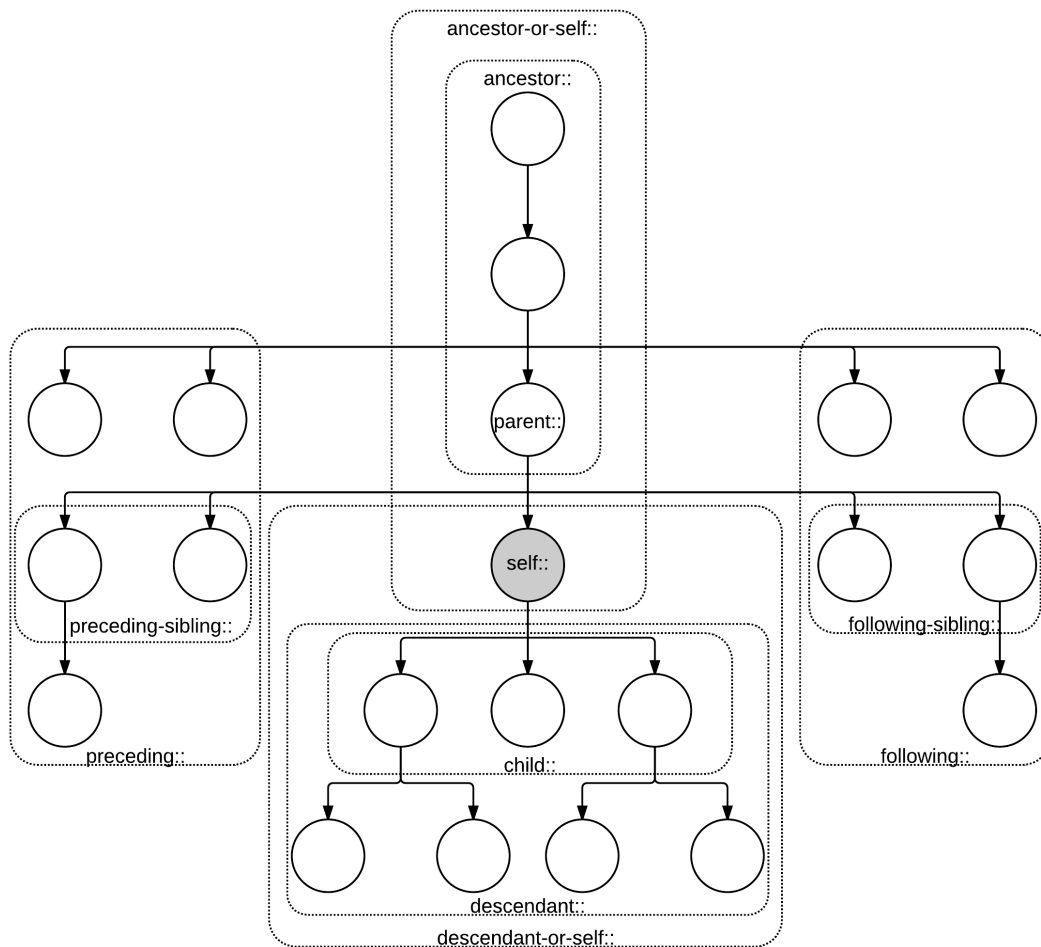 ancestor-or-self::
ancestor::
parent::
self::
preceding-sibling::
following-sibling::
preceding::
child::
following::
descendant::
descendant-or-self::